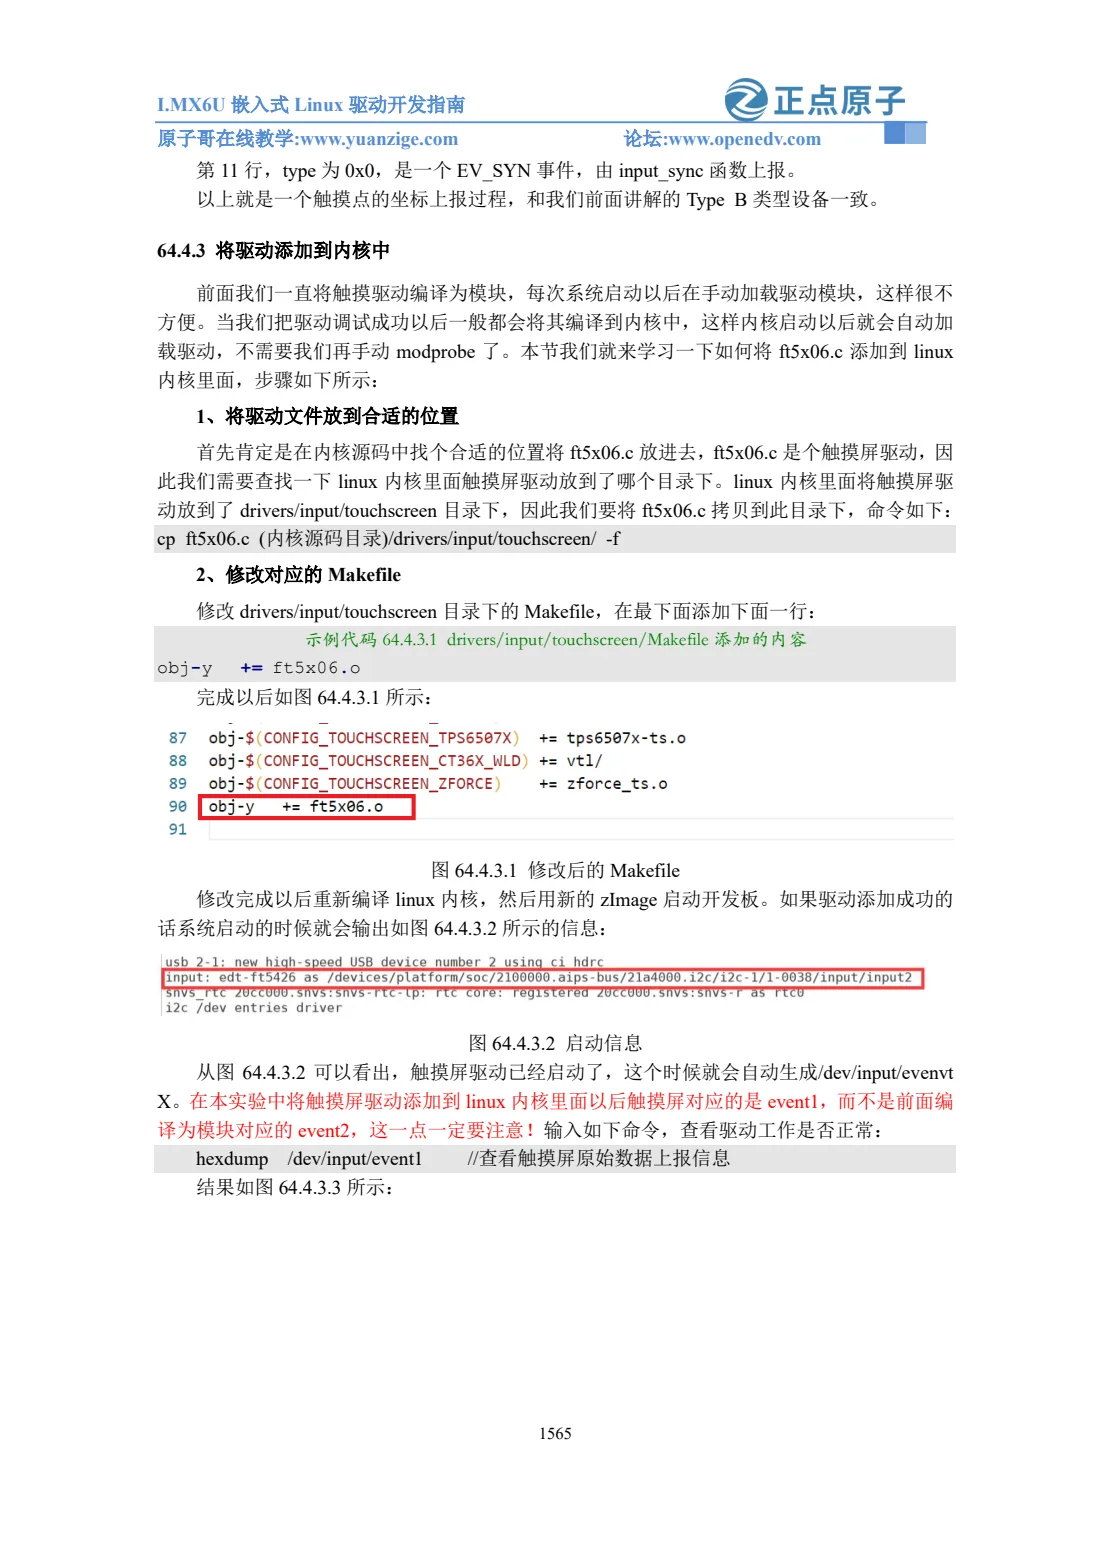 I.MX6U 嵌入式 Linux 驱动开发指南
正点原子
原子哥在线教学:www.yuanzige.com 论坛:www.openedv.com
第 11 行，type 为 0x0，是一个 EV_SYN 事件，由 input_sync 函数上报。
以上就是一个触摸点的坐标上报过程，和我们前面讲解的 Type B 类型设备一致。
64.4.3 将驱动添加到内核中
前面我们一直将触摸驱动编译为模块，每次系统启动以后在手动加载驱动模块，这样很不
方便。当我们把驱动调试成功以后一般都会将其编译到内核中，这样内核启动以后就会自动加
载驱动，不需要我们再手动 modprobe 了。本节我们就来学习一下如何将 ft5x06.c 添加到 linux
内核里面，步骤如下所示：
1、将驱动文件放到合适的位置
首先肯定是在内核源码中找个合适的位置将 ft5x06.c 放进去，ft5x06.c 是个触摸屏驱动，因
此我们需要查找一下 linux 内核里面触摸屏驱动放到了哪个目录下。linux 内核里面将触摸屏驱
动放到了 drivers/input/touchscreen 目录下，因此我们要将 ft5x06.c 拷贝到此目录下，命令如下：
cp ft5x06.c (内核源码目录)/drivers/input/touchscreen/ -f
2、修改对应的 Makefile
修改 drivers/input/touchscreen 目录下的 Makefile，在最下面添加下面一行：
示例代码 64.4.3.1 drivers/input/touchscreen/Makefile 添加的内容
obj-y += ft5x06.o
完成以后如图 64.4.3.1 所示：
87 obj-$(CONFIG_TOUCHSCREEN_TPS6507X) += tps6507x-ts.o
88 obj-$(CONFIG_TOUCHSCREEN_CT36X_WLD) += vtl/
89 obj-$(CONFIG_TOUCHSCREEN_ZFORCE) += zforce_ts.o
90 obj-y += ft5x06.o
91
图 64.4.3.1 修改后的 Makefile
修改完成以后重新编译 linux 内核，然后用新的 zImage 启动开发板。如果驱动添加成功的
话系统启动的时候就会输出如图 64.4.3.2 所示的信息：
usb 2-1: new high-speed USB device number 2 using ci_hdrc
input: edt-ft5426 as /devices/platform/soc/2100000.aips-bus/21a4000.i2c/i2c-1/1-0038/input/input2
snvs_rtc 20cc000.snvs:snvs-rtc-lp: rtc core: registered 20cc000.snvs:snvs-r as rtc0
i2c /dev entries driver
图 64.4.3.2 启动信息
从图 64.4.3.2 可以看出，触摸屏驱动已经启动了，这个时候就会自动生成/dev/input/evenvt
X。在本实验中将触摸屏驱动添加到 linux 内核里面以后触摸屏对应的是 event1，而不是前面编
译为模块对应的 event2，这一点一定要注意！输入如下命令，查看驱动工作是否正常：
hexdump /dev/input/event1 //查看触摸屏原始数据上报信息
结果如图 64.4.3.3 所示：
1565